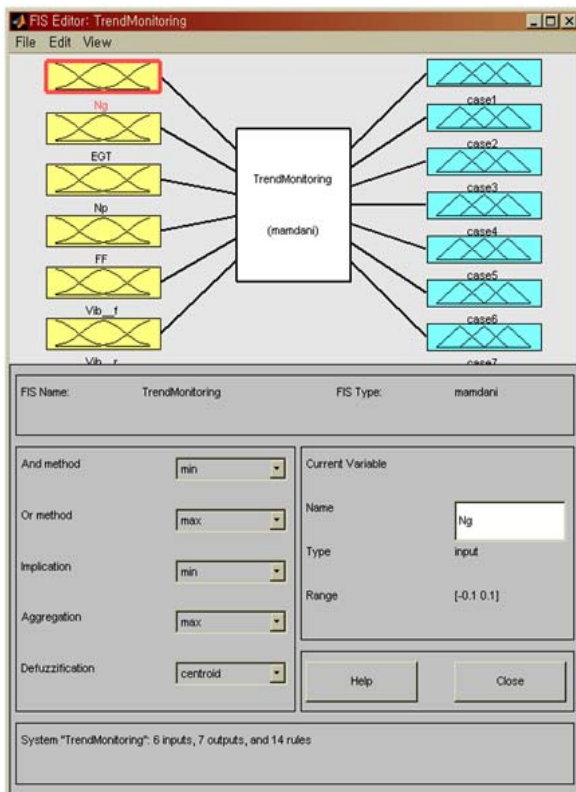 FIS Editor: TrendMonitoring
File Edit View
Ng
EGT
Np
FF
Vib__f
Vib__r
TrendMonitoring
(mamdani)
case1
case2
case3
case4
case5
case6
case7
FIS Name: TrendMonitoring FIS Type: mamdani
And method min
Or method max
Implication min
Aggregation max
Defuzzification centroid
Current Variable
Name Ng
Type input
Range [-0.1 0.1]
Help Close
System "TrendMonitoring": 6 inputs, 7 outputs, and 14 rules